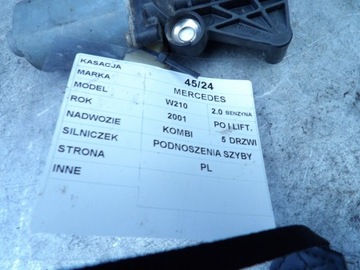 KASACJA 45/24
MARKA MERCEDES
MODEL W210 2.0 BENZYNA
ROK 2001 PO LIFT.
NADWOZIE KOMBI 5 DRZWI
SILNICZEK PODNOSZENIA SZYBY
STRONA PL
INNE